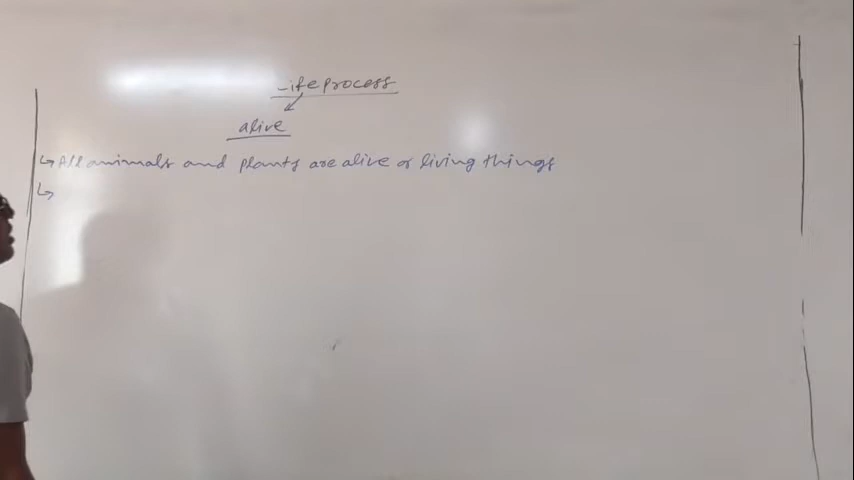 Life process
alive
↳ All animals and plants are alive or living things
↳